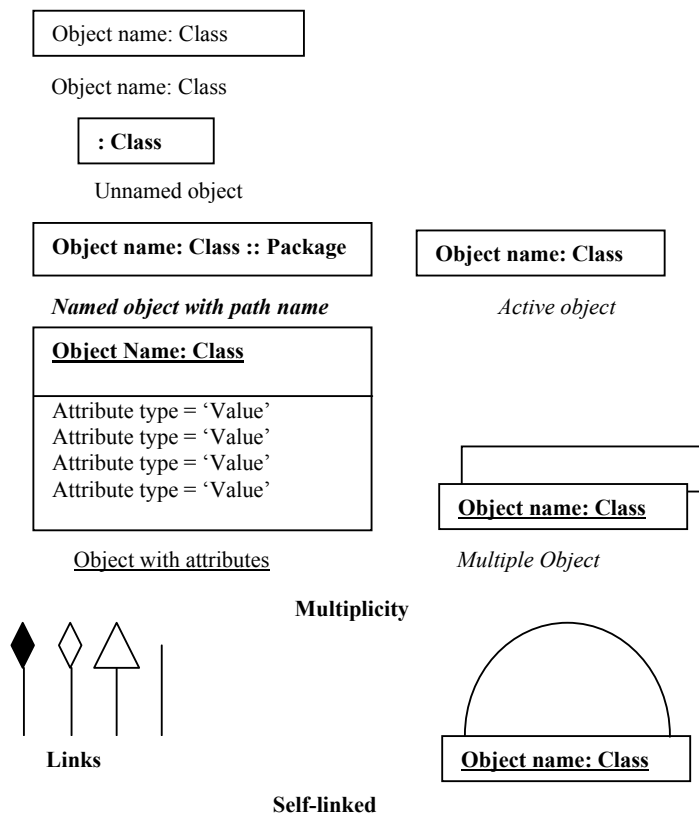 Object name: Class
Object name: Class
: Class
Unnamed object
Object name: Class :: Package
Object name: Class
Named object with path name
Active object
Object Name: Class
Attribute type = ‘Value’
Attribute type = ‘Value’
Attribute type = ‘Value’
Attribute type = ‘Value’
Object name: Class
Object with attributes
Multiple Object
Multiplicity
Links
Object name: Class
Self-linked